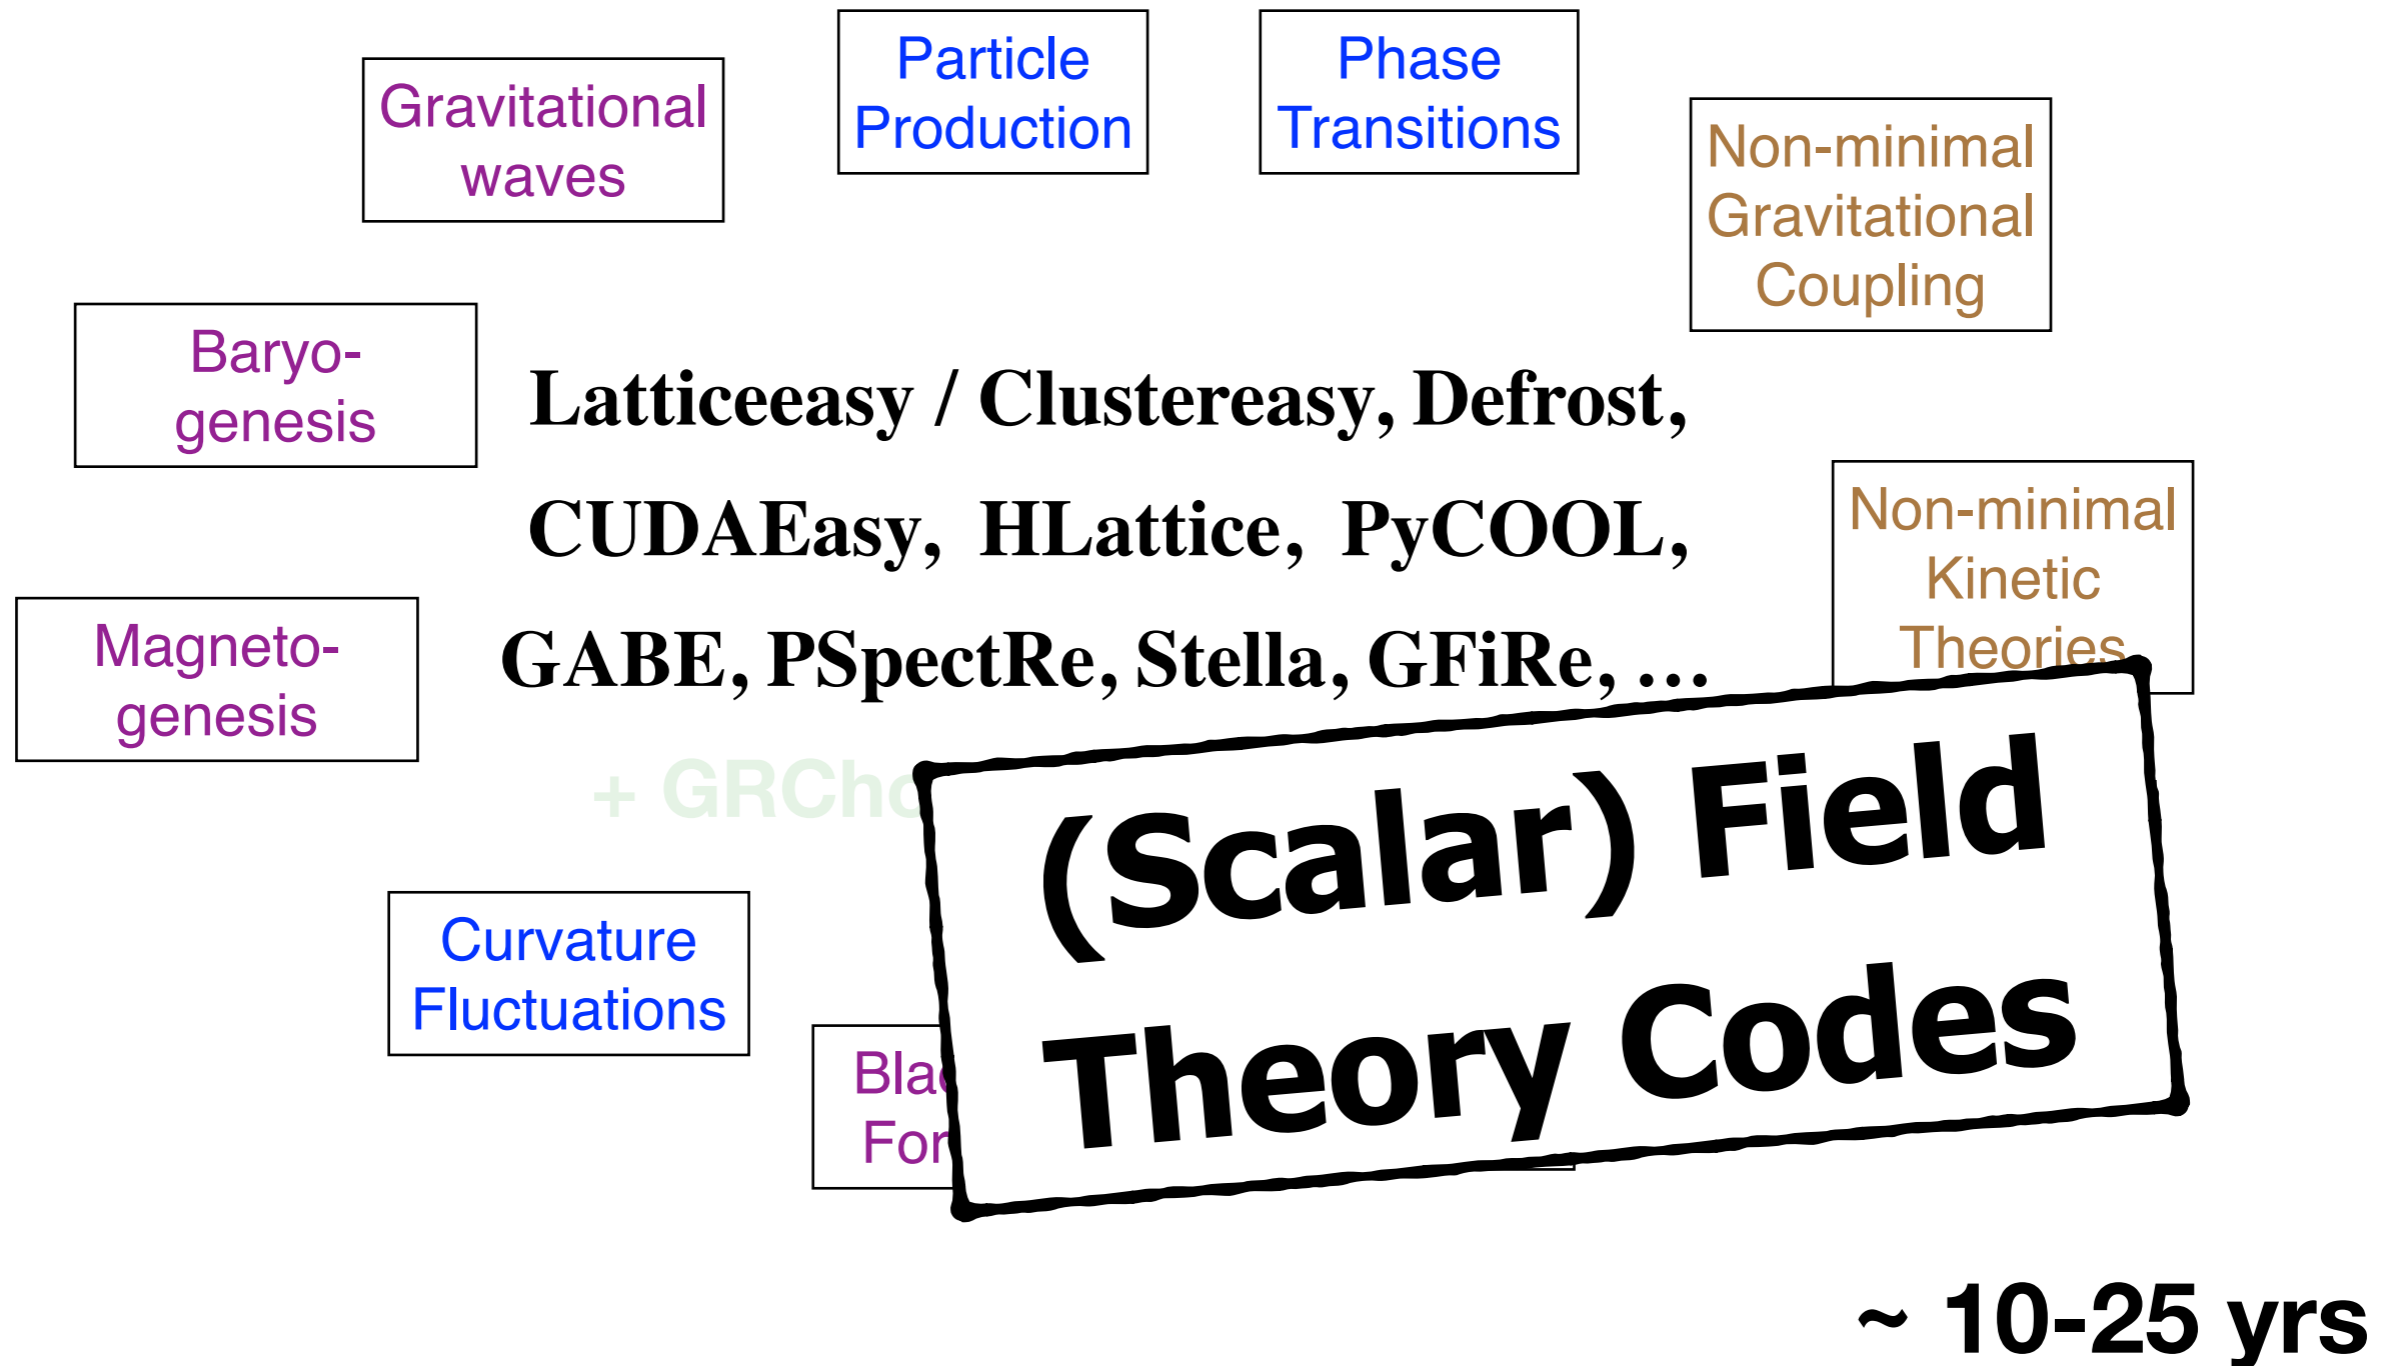 Particle
Production
Phase
Transitions
Gravitational
waves
Non-minimal
Gravitational
Coupling
Baryo-
genesis
Latticeeasy / Clustereasy, Defrost,
CUDAEasy, HLattice, PyCOOL,
GABE, PSpectRe, Stella, GFiRe, ...
Non-minimal
Kinetic
Theories
Magneto-
genesis
+
(Scalar) Field
Theory Codes
Curvature
Fluctuations
~ 10-25 yrs